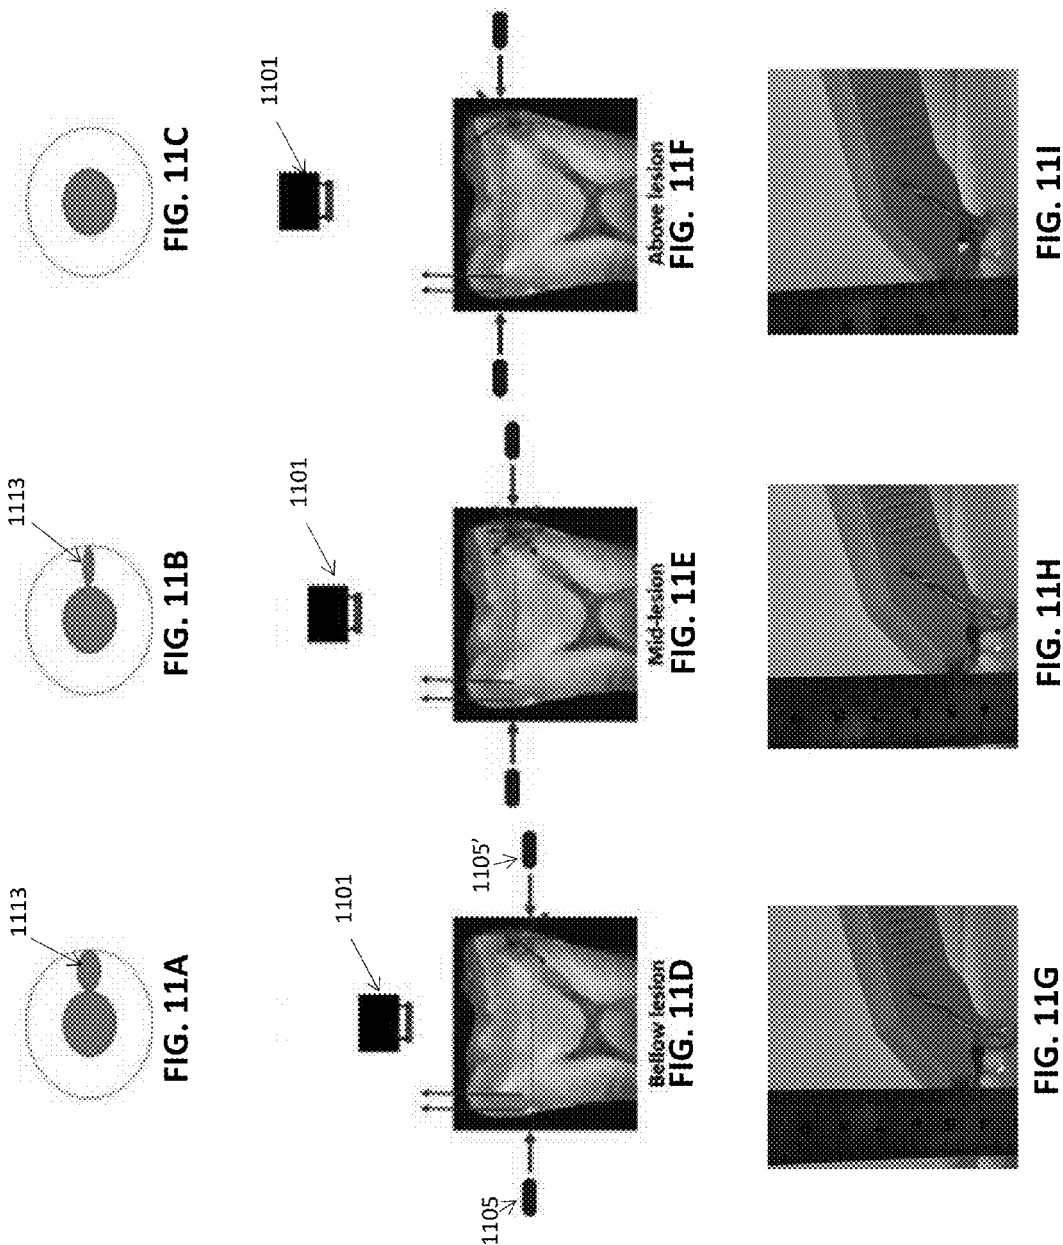 1113
FIG. 11A
1113
FIG. 11B
FIG. 11C
1101
1105
1105'
Bellow lesion
FIG. 11D
1101
Mid-lesion
FIG. 11E
1101
Above lesion
FIG. 11F
FIG. 11G
FIG. 11H
FIG. 11I